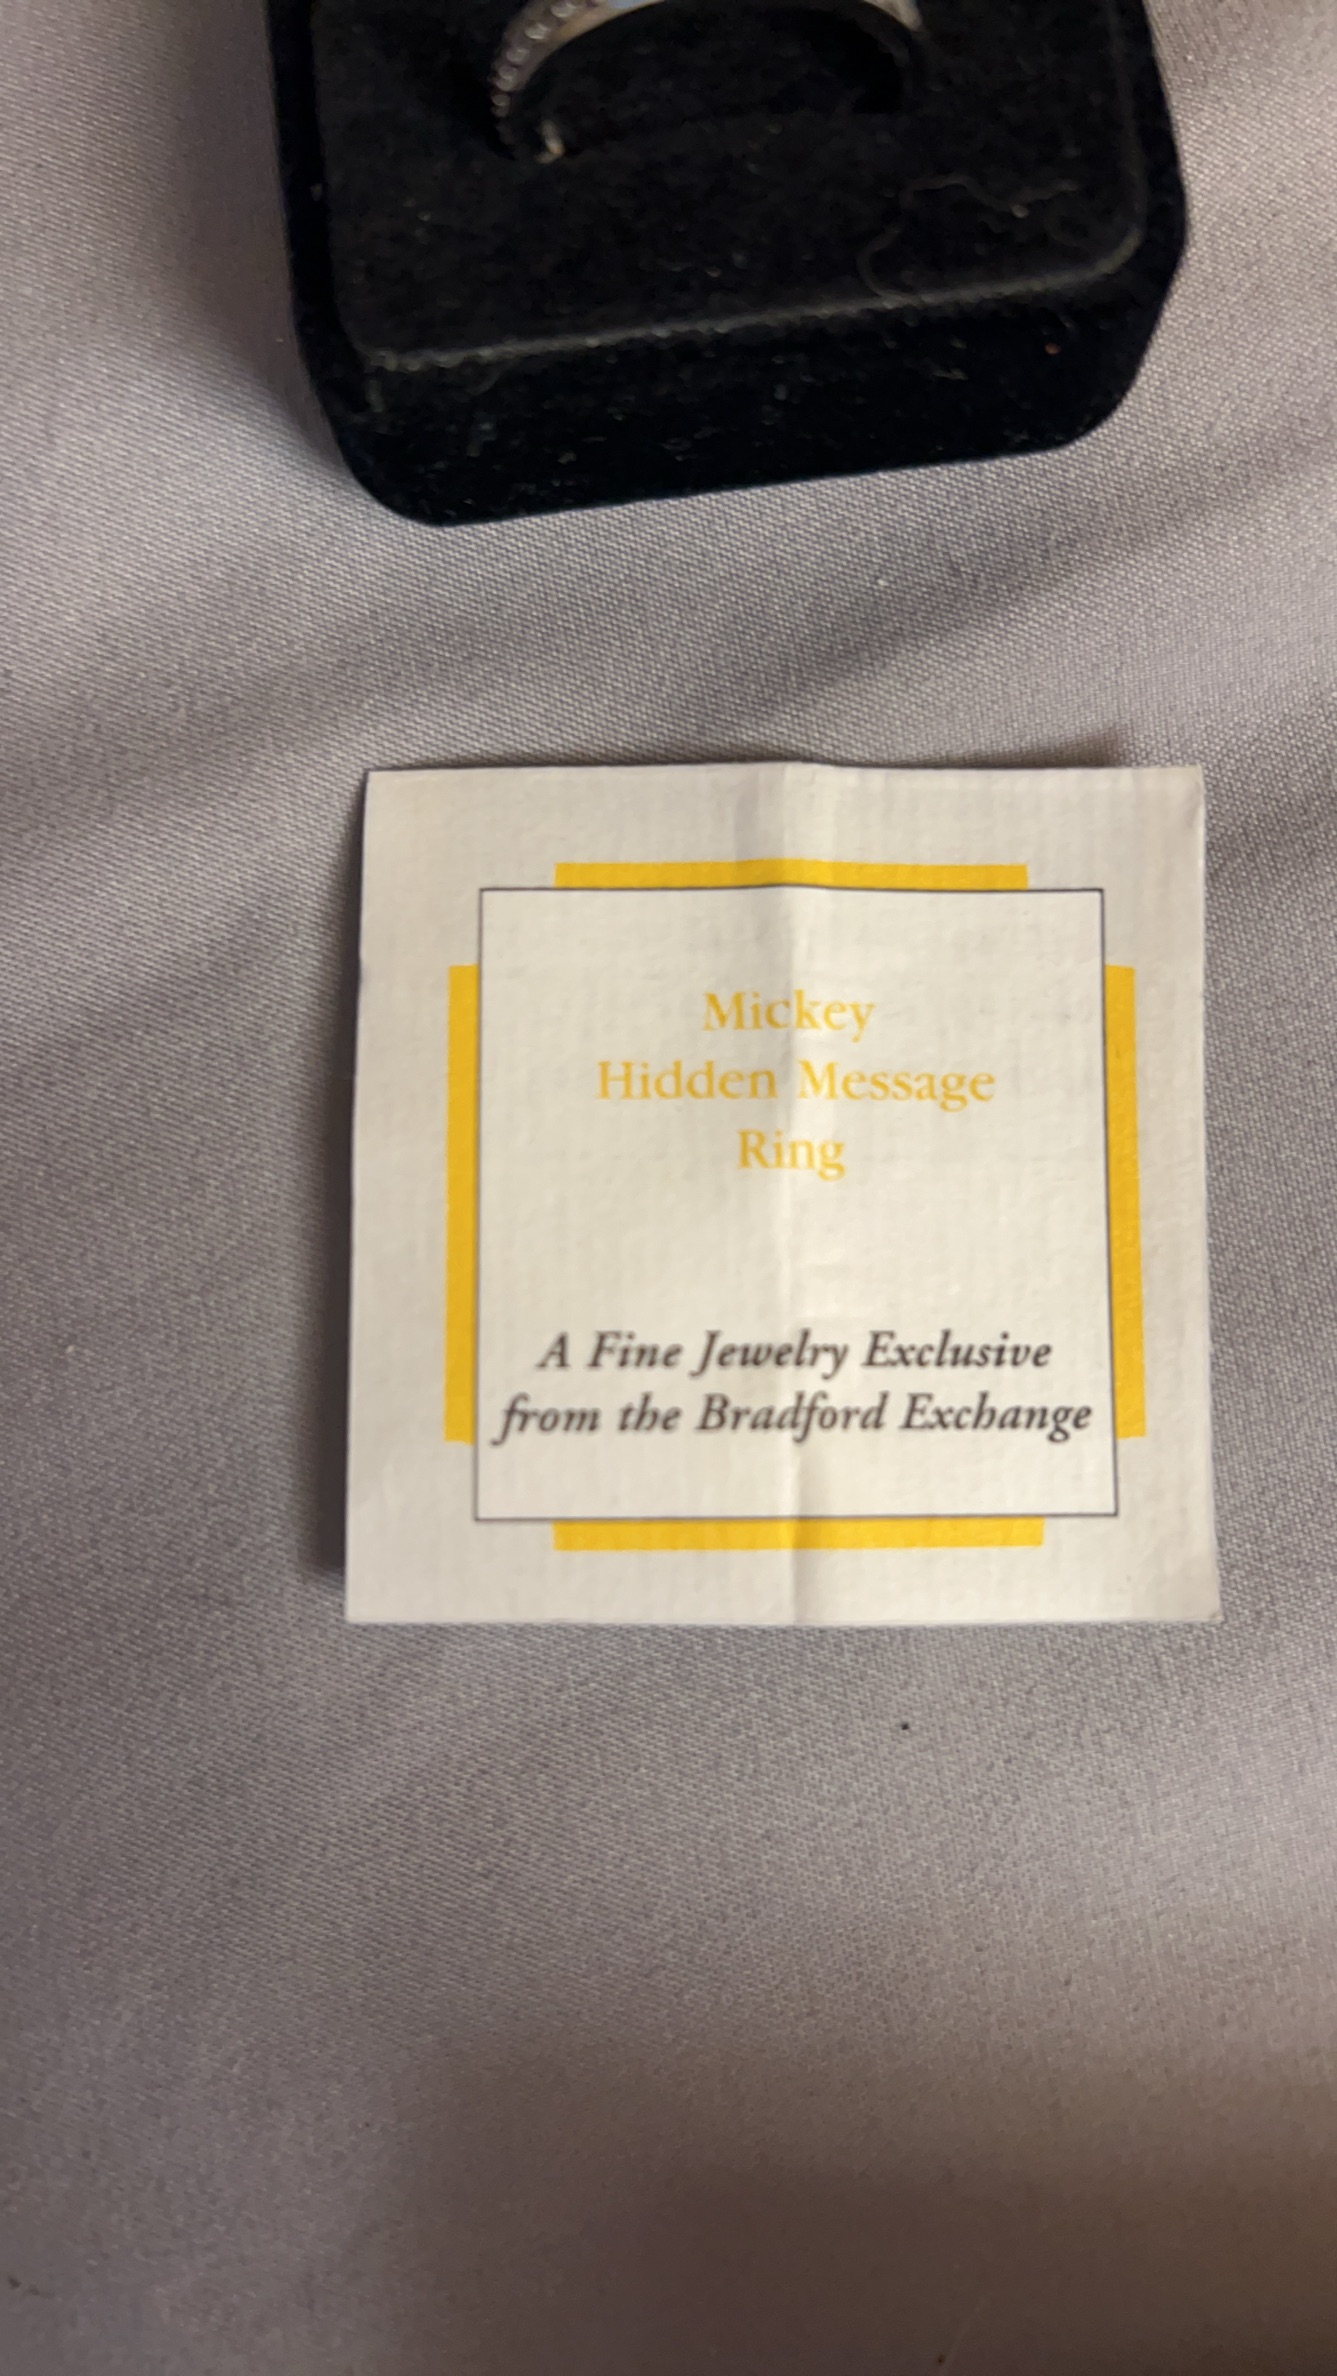 Mickey
Hidden Message
Ring
A Fine Jewelry Exclusive
from the Bradford Exchange